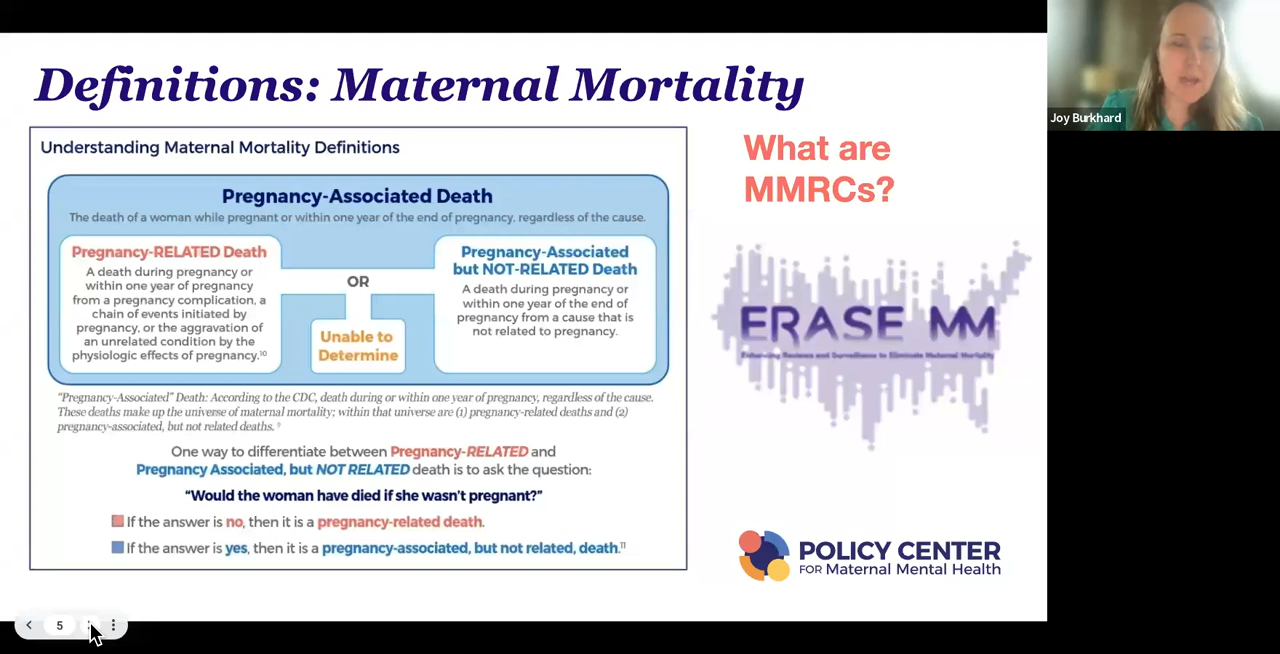 Definitions: Maternal Mortality
Understanding Maternal Mortality Definitions
Pregnancy-Associated Death
The death of a woman while pregnant or within one year of the end of pregnancy, regardless of the cause.
Pregnancy-RELATED Death
A death during pregnancy or
within one year of pregnancy
from a pregnancy complication, a
chain of events initiated by
pregnancy, or the aggravation of
an unrelated condition by the
physiologic effects of pregnancy.10
OR
Unable to
Determine
Pregnancy-Associated
but NOT-RELATED Death
A death during pregnancy or
within one year of the end of
pregnancy from a cause that is
not related to pregnancy.
"Pregnancy-Associated" Death: According to the CDC, death during or within one year of pregnancy, regardless of the cause.
These deaths make up the universe of maternal mortality; within that universe are (1) pregnancy-related deaths and (2)
pregnancy-associated, but not related deaths. 9
One way to differentiate between Pregnancy-RELATED and
Pregnancy Associated, but NOT RELATED death is to ask the question:
"Would the woman have died if she wasn't pregnant?"
If the answer is no, then it is a pregnancy-related death.
If the answer is yes, then it is a pregnancy-associated, but not related, death.11
What are
MMRCs?
ERASE MM
Enhancing Reviews and Surveillance to Eliminate Maternal Mortality
POLICY CENTER
FOR Maternal Mental Health
Joy Burkhard
5